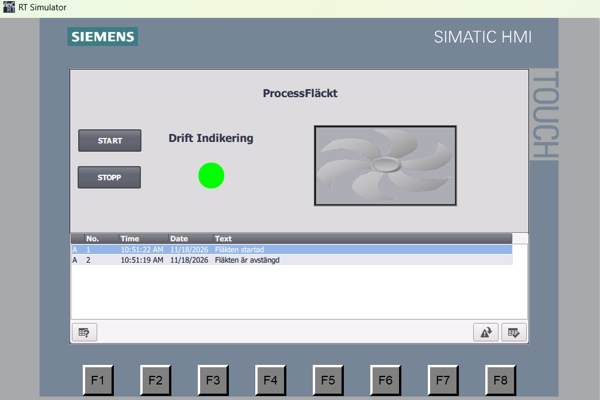 RT Simulator
SIEMENS
SIMATIC HMI
TOUCH
ProcessFläckt
START
Drift Indikering
STOPP
No. Time Date Text
A 1 10:51:22 AM 11/18/2026 Fläkten startad
A 2 10:51:19 AM 11/18/2026 Fläkten är avstängd
F1 F2 F3 F4 F5 F6 F7 F8